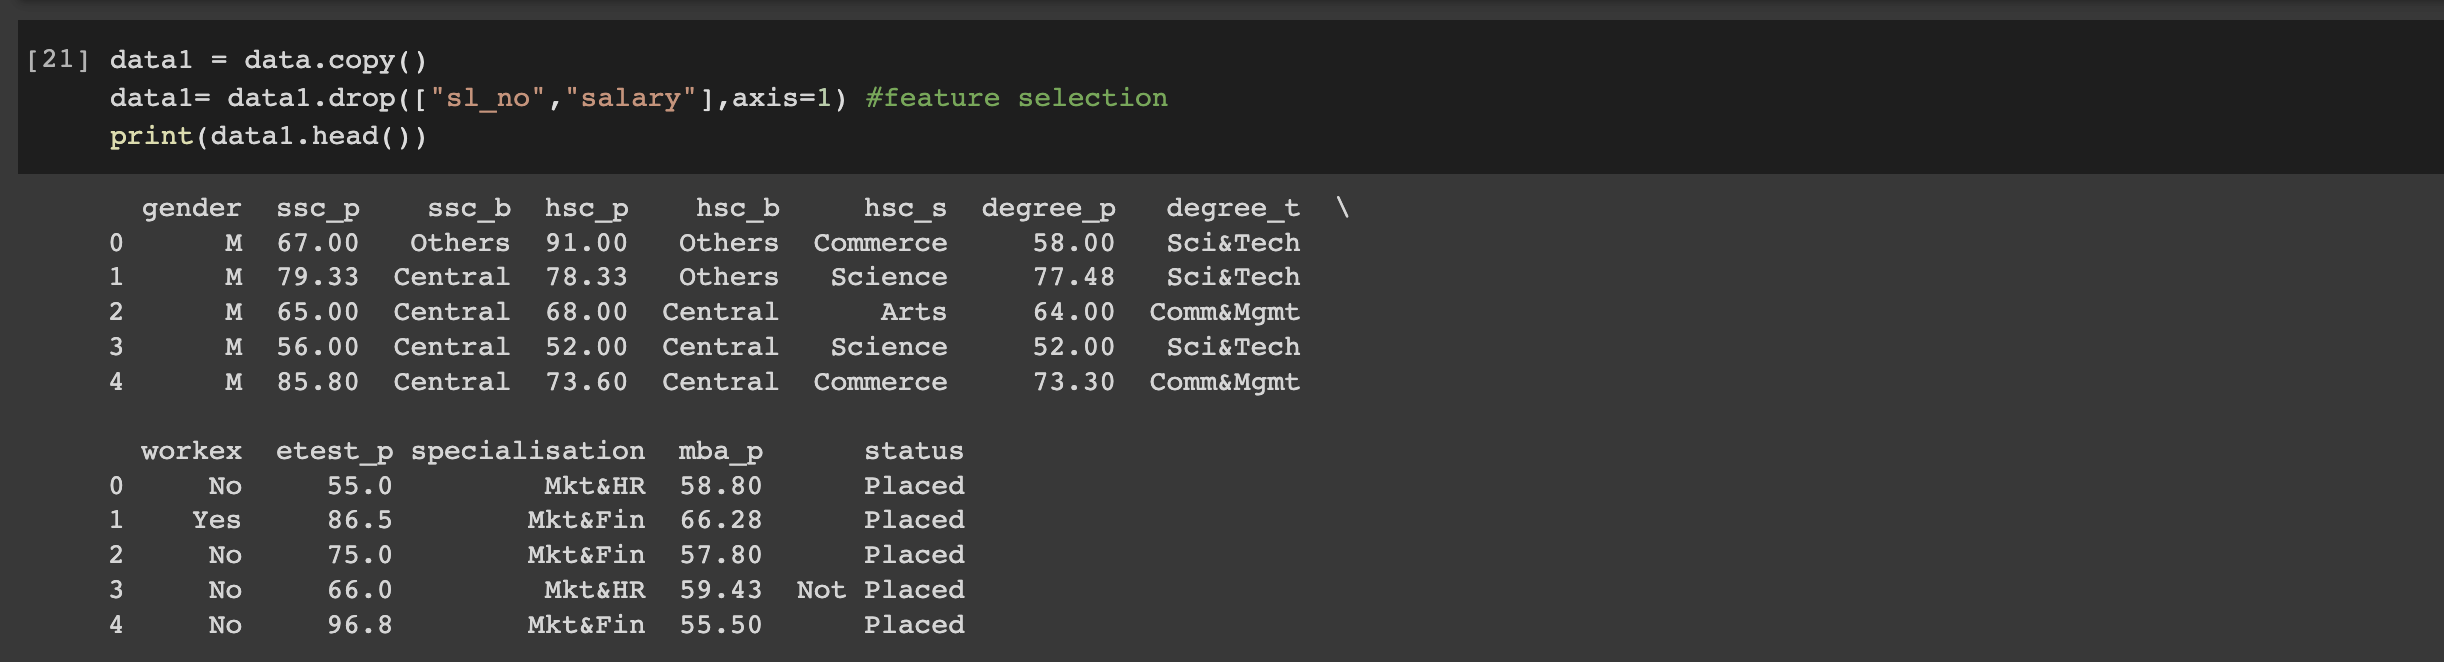 [21] data1 = data.copy()
data1= data1.drop(["sl_no","salary"],axis=1) #feature selection
print(data1.head())
gender ssc_p ssc_b hsc_p hsc_b hsc_s degree_p degree_t \
0 M 67.00 Others 91.00 Others Commerce 58.00 Sci&Tech
1 M 79.33 Central 78.33 Others Science 77.48 Sci&Tech
2 M 65.00 Central 68.00 Central Arts 64.00 Comm&Mgmt
3 M 56.00 Central 52.00 Central Science 52.00 Sci&Tech
4 M 85.80 Central 73.60 Central Commerce 73.30 Comm&Mgmt
workex etest_p specialisation mba_p status
0 No 55.0 Mkt&HR 58.80 Placed
1 Yes 86.5 Mkt&Fin 66.28 Placed
2 No 75.0 Mkt&Fin 57.80 Placed
3 No 66.0 Mkt&HR 59.43 Not Placed
4 No 96.8 Mkt&Fin 55.50 Placed